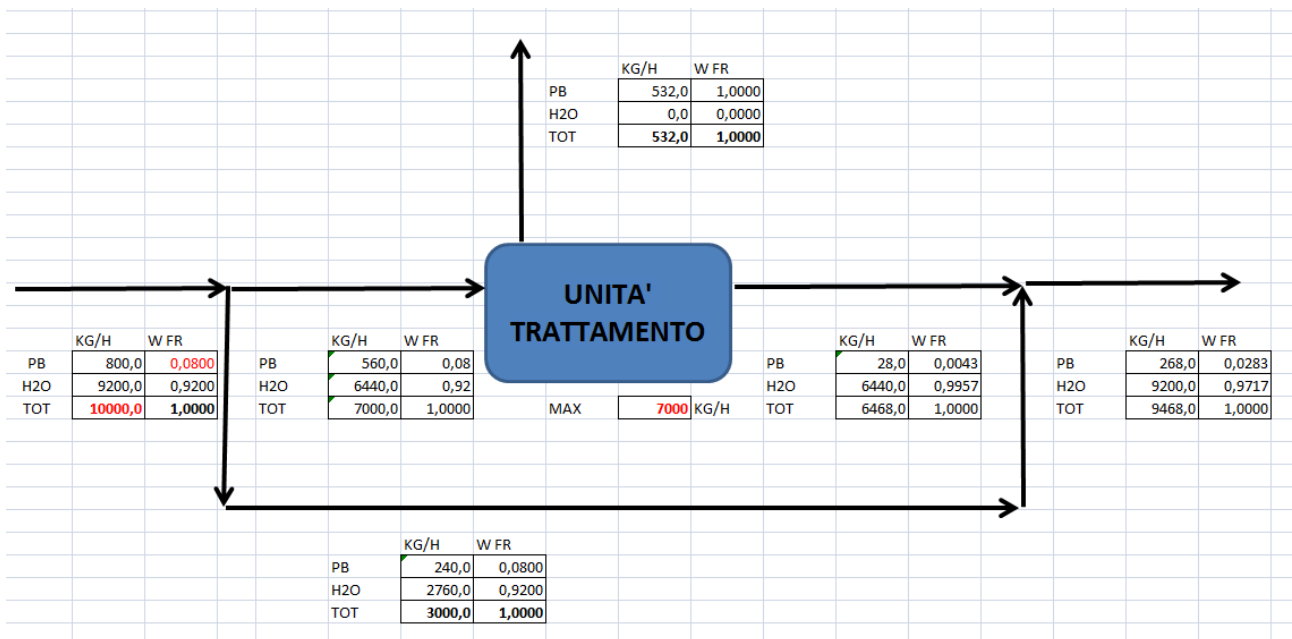 KG/H W FR
PB 532,0 1,0000
H2O 0,0 0,0000
TOT 532,0 1,0000
UNITA'
TRATTAMENTO
KG/H W FR
PB 800,0 0,0800
H2O 9200,0 0,9200
TOT 10000,0 1,0000
KG/H W FR
PB 560,0 0,08
H2O 6440,0 0,92
TOT 7000,0 1,0000
MAX 7000 KG/H
KG/H W FR
PB 28,0 0,0043
H2O 6440,0 0,9957
TOT 6468,0 1,0000
KG/H W FR
PB 268,0 0,0283
H2O 9200,0 0,9717
TOT 9468,0 1,0000
KG/H W FR
PB 240,0 0,0800
H2O 2760,0 0,9200
TOT 3000,0 1,0000